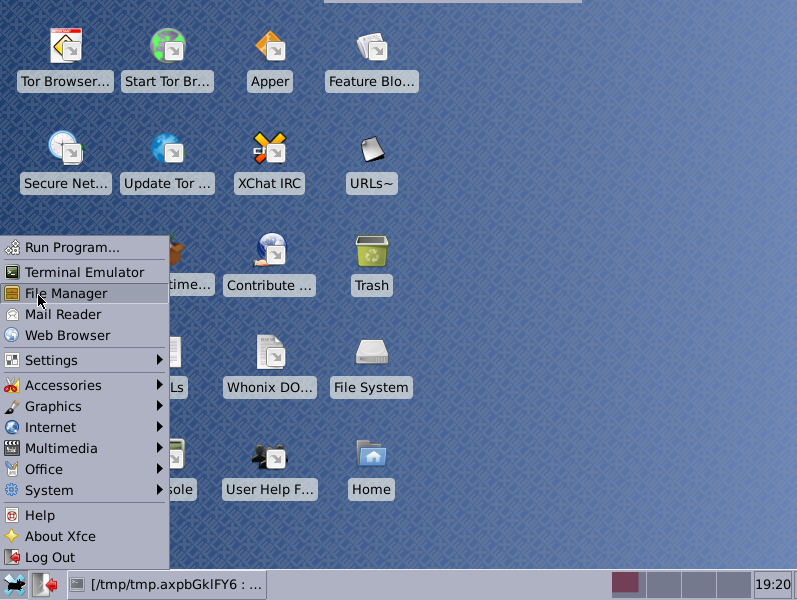 Tor Browser...
Start Tor Br...
Apper
Feature Blo...
Secure Net...
Update Tor ...
XChat IRC
URLs~
Run Program...
Terminal Emulator
File Manager
Mail Reader
Web Browser
Settings
Accessories
Graphics
Internet
Multimedia
Office
System
Help
About Xfce
Log Out
time...
Contribute ...
Trash
Ls
Whonix DO...
File System
sole
User Help F...
Home
[/tmp/tmp.axpbGkIFY6 : ...
19:20